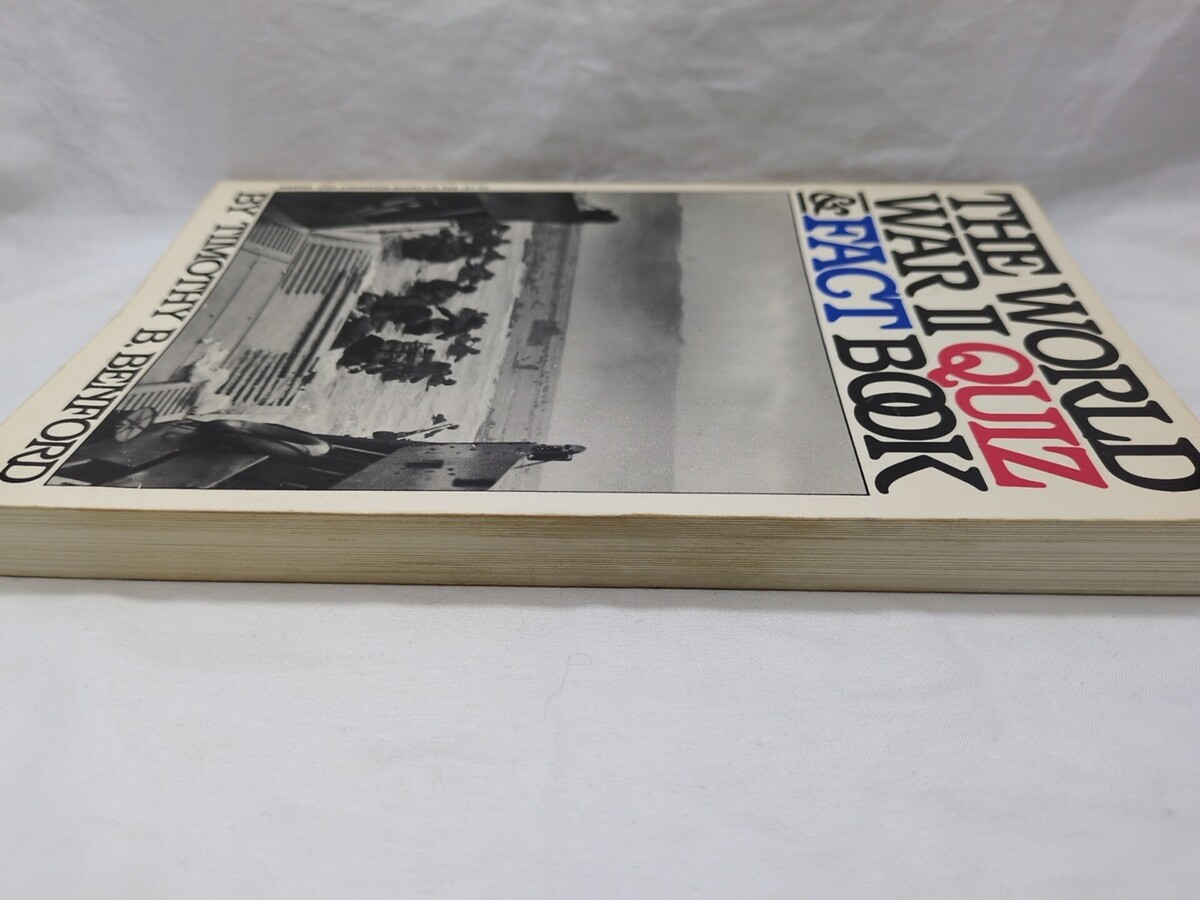 THE WORLD
WAR II QUIZ
& FACT BOOK
BY TIMOTHY B. BENFORD